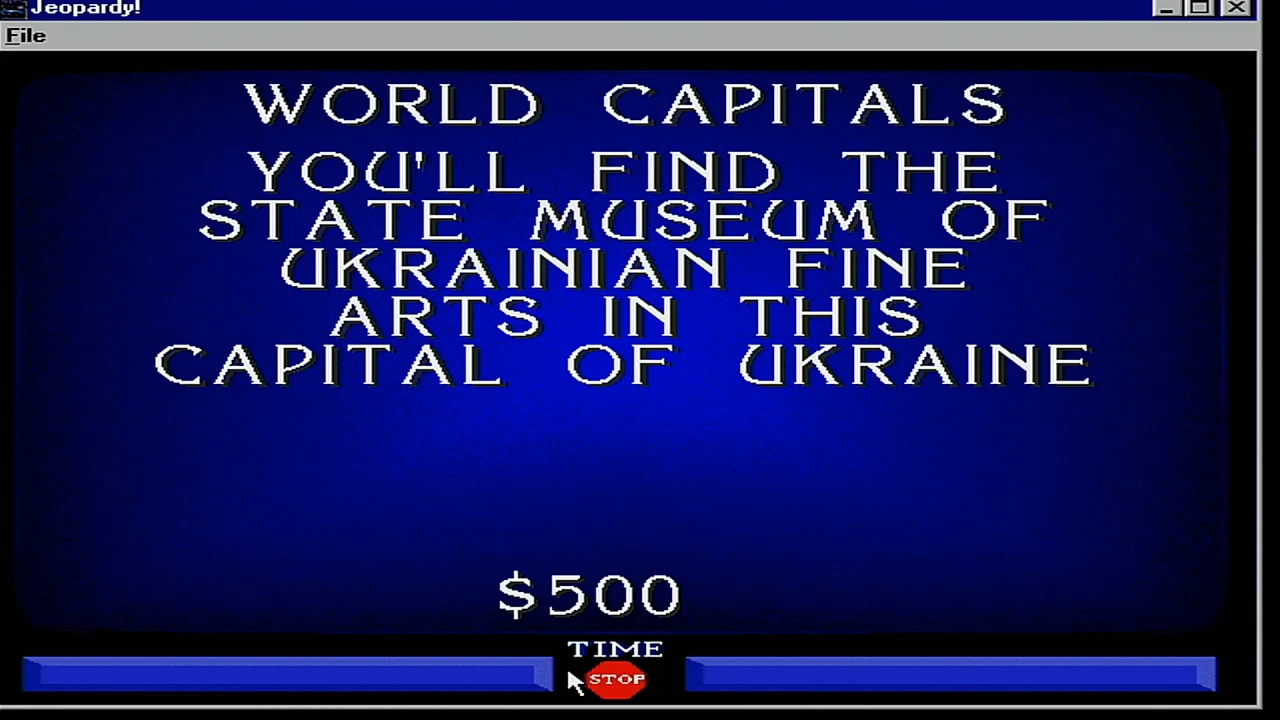 Jeopardy!
File
WORLD CAPITALS
YOU'LL FIND THE
STATE MUSEUM OF
UKRAINIAN FINE
ARTS IN THIS
CAPITAL OF UKRAINE
$500
TIME
STOP